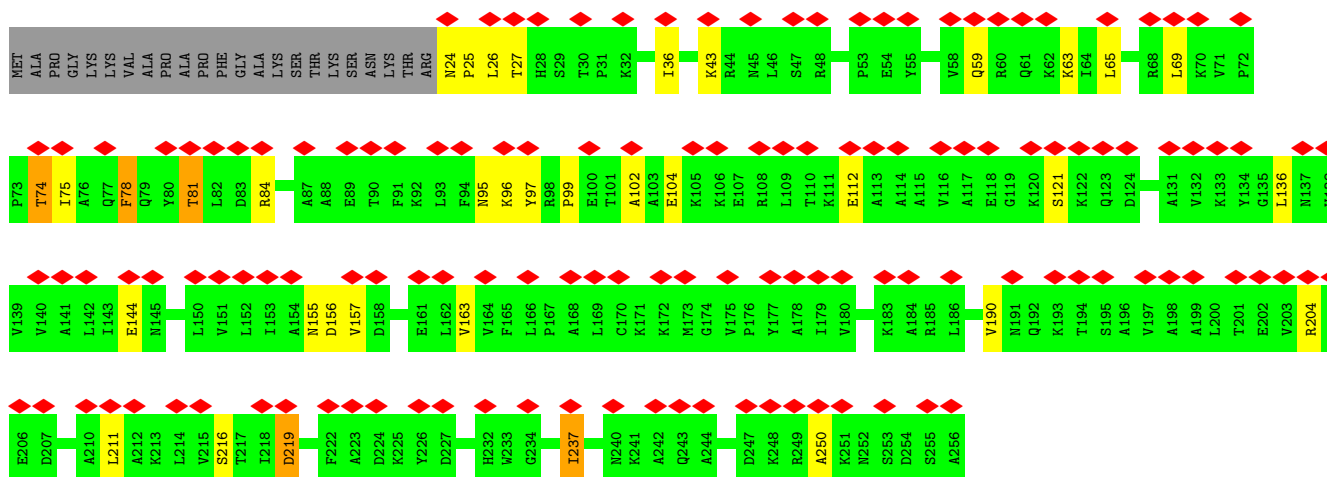 MET ALA PRO GLY LYS LYS VAL ALA PRO ALA PRO PHE GLY ALA LYS SER THR LYS SER ASN LYS THR ARG N24 P25 L26 T27 H28 S29 T30 P31 K32 I36 K43 R44 N45 L46 S47 R48 P53 E54 Y55 V58 Q59 R60 Q61 K62 K63 I64 L65 R68 L69 K70 V71 P72
P73 T74 I75 A76 Q77 F78 Q79 Y80 T81 L82 D83 R84 A87 A88 E89 T90 F91 K92 L93 F94 N95 K96 Y97 R98 P99 E100 T101 A102 A103 E104 K105 K106 E107 R108 L109 T110 K111 E112 A113 A114 A115 V116 A117 E118 G119 K120 S121 K122 Q123 D124 A131 V132 K133 Y134 G135 L136 N137
V139 V140 A141 L142 I143 E144 N145 L150 V151 L152 I153 A154 N155 D156 V157 D158 E161 L162 V163 V164 F165 L166 P167 A168 L169 C170 K171 K172 M173 G174 V175 P176 Y177 A178 I179 V180 K183 A184 R185 L186 V190 N191 Q192 K193 T194 S195 A196 V197 A198 A199 L200 T201 E202 V203 R204
E206 D207 A210 L211 A212 K213 L214 V215 S216 T217 I218 D219 F222 A223 D224 K225 Y226 D227 H232 W233 G234 I237 N240 K241 A242 Q243 A244 D247 K248 R249 A250 K251 N252 S253 D254 S255 A256